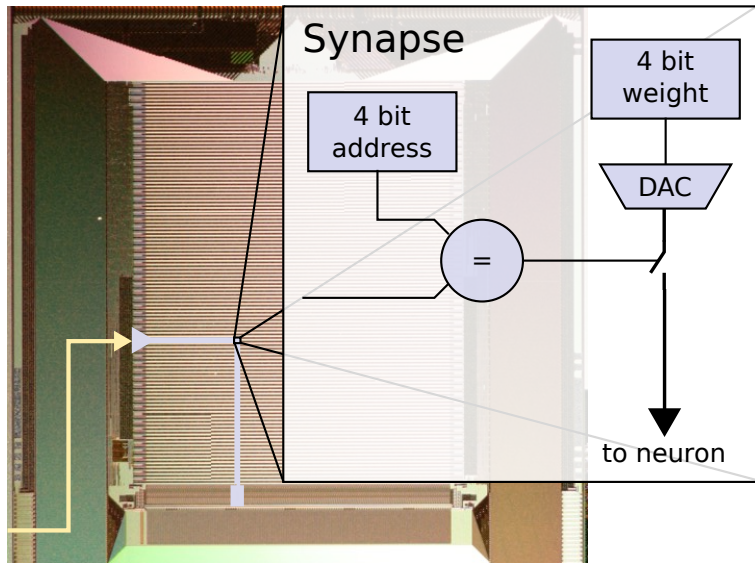 Synapse
4 bit
address
4 bit
weight
DAC
=
to neuron